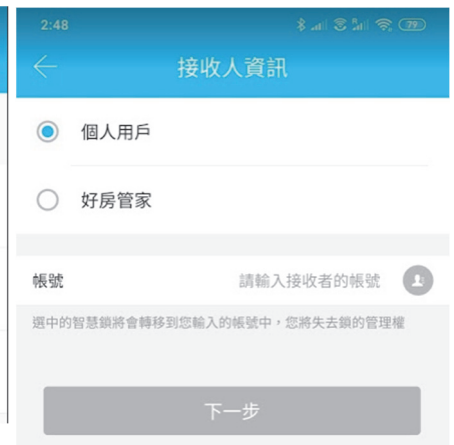 2:48
79
接收人資訊
個人用戶
好房管家
帳號 請輸入接收者的帳號
選中的智慧鎖將會轉移到您輸入的帳號中，您將失去鎖的管理權
下一步